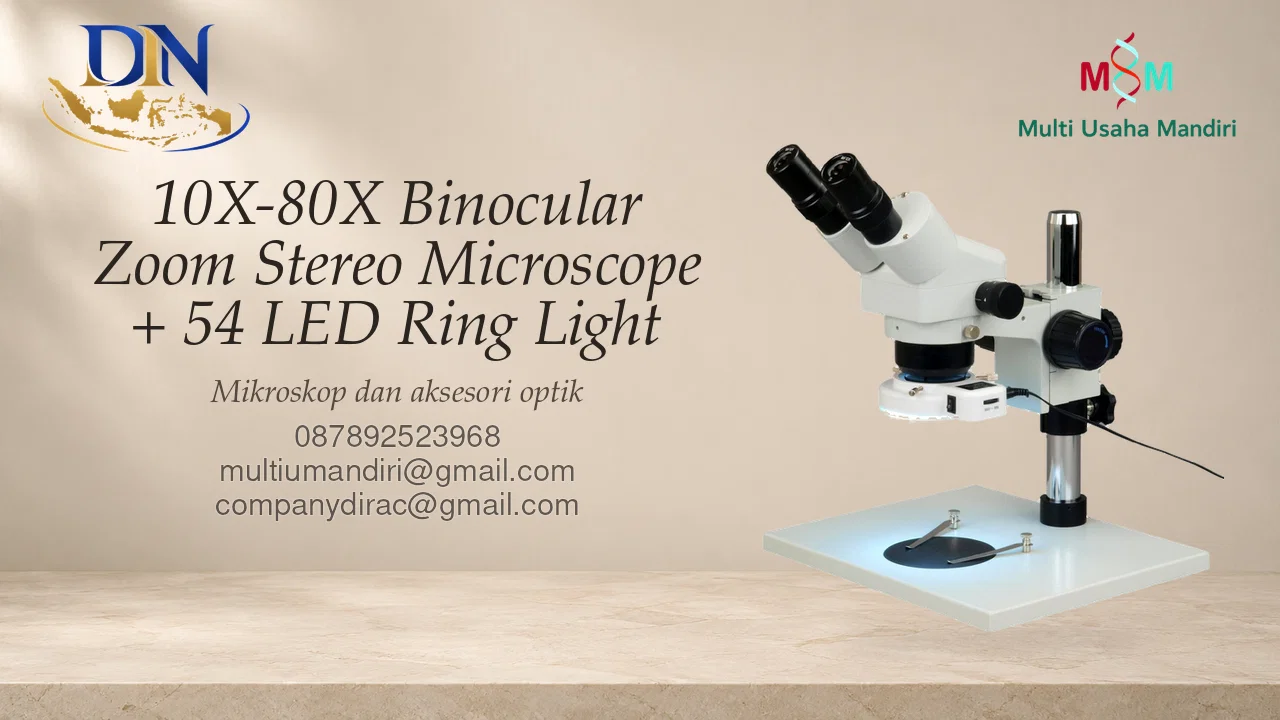 DIN
M M
Multi Usaha Mandiri
10X-80X Binocular
Zoom Stereo Microscope
+ 54 LED Ring Light
Mikroskop dan aksesori optik
087892523968
multiumandiri@gmail.com
companydirac@gmail.com